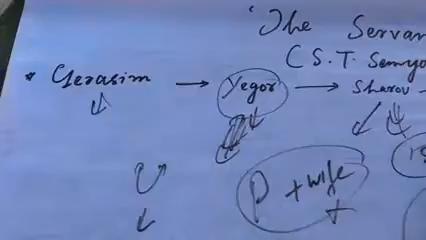 'The Servan
(S.T. Semyo
* Gerasim → Yegor → Sharov -
P + wife